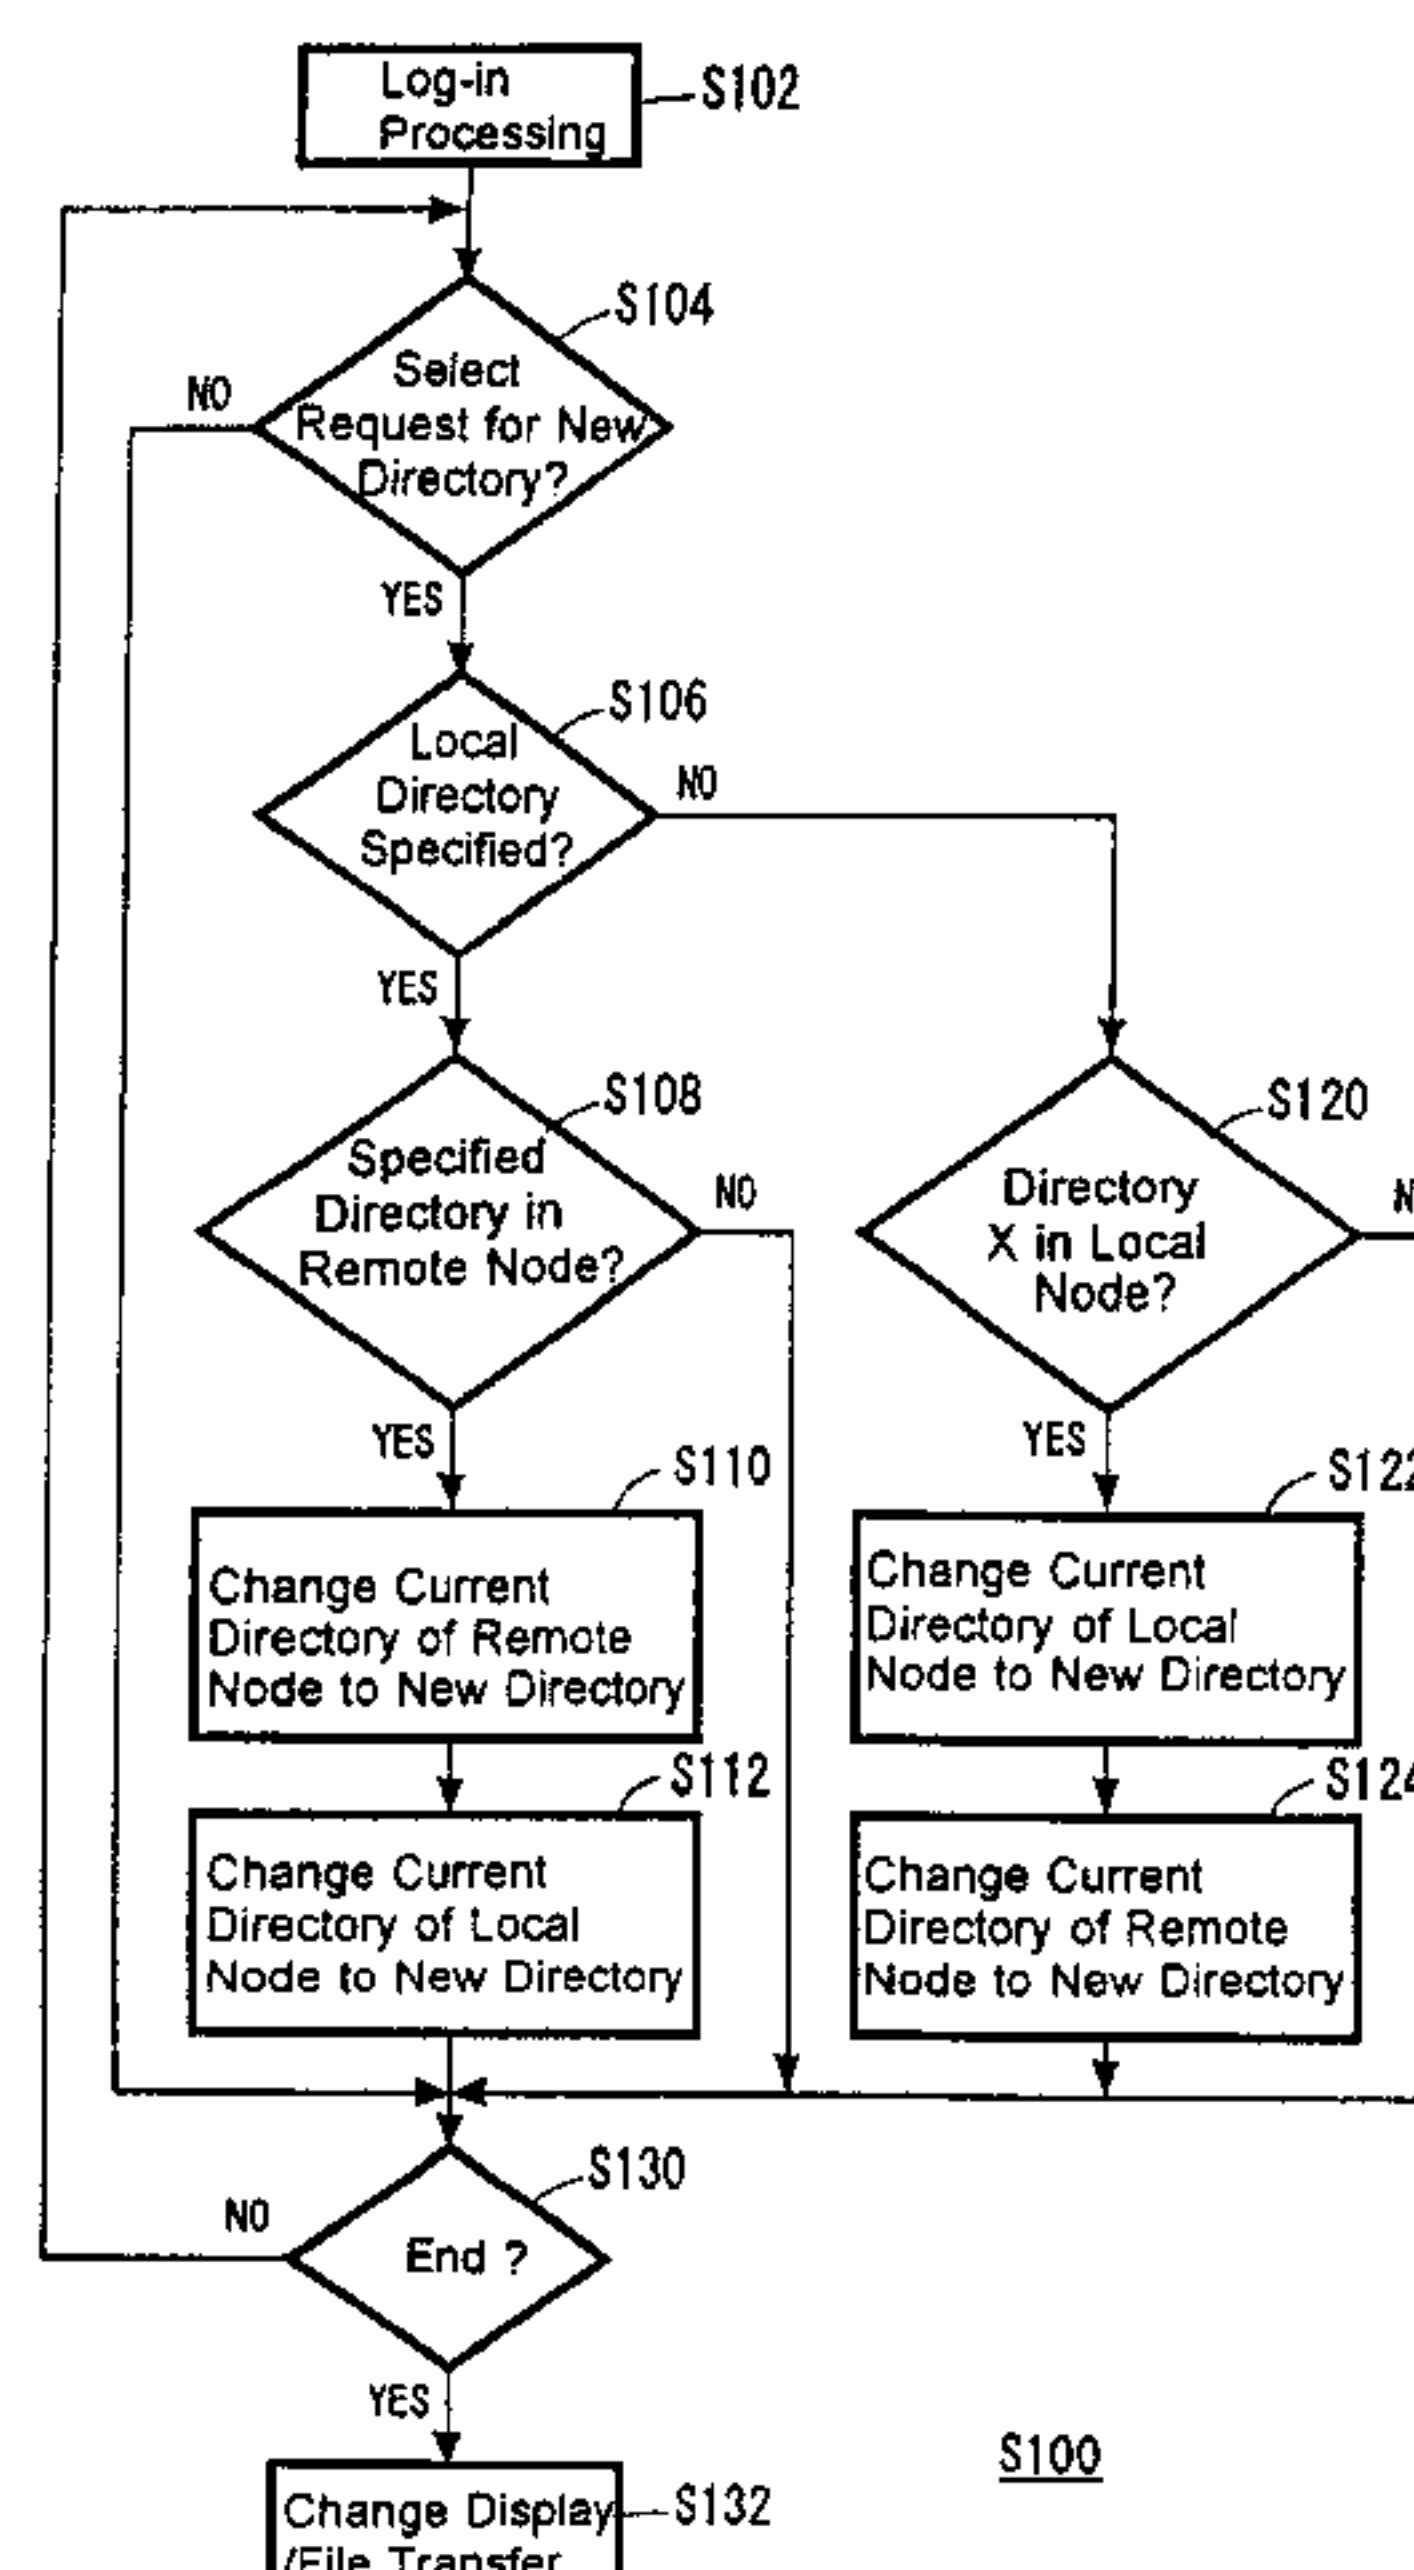 Log-in
Processing
S102
S104
Select
Request for New
Directory?
NO
YES
S106
Local
Directory
Specified?
NO
YES
S108
Specified
Directory in
Remote Node?
NO
YES
S120
Directory
X in Local
Node?
N
YES
S110
Change Current
Directory of Remote
Node to New Directory
S122
Change Current
Directory of Local
Node to New Directory
S112
Change Current
Directory of Local
Node to New Directory
S124
Change Current
Directory of Remote
Node to New Directory
S130
End ?
NO
YES
S100
Change Display
/File Transfer
S132